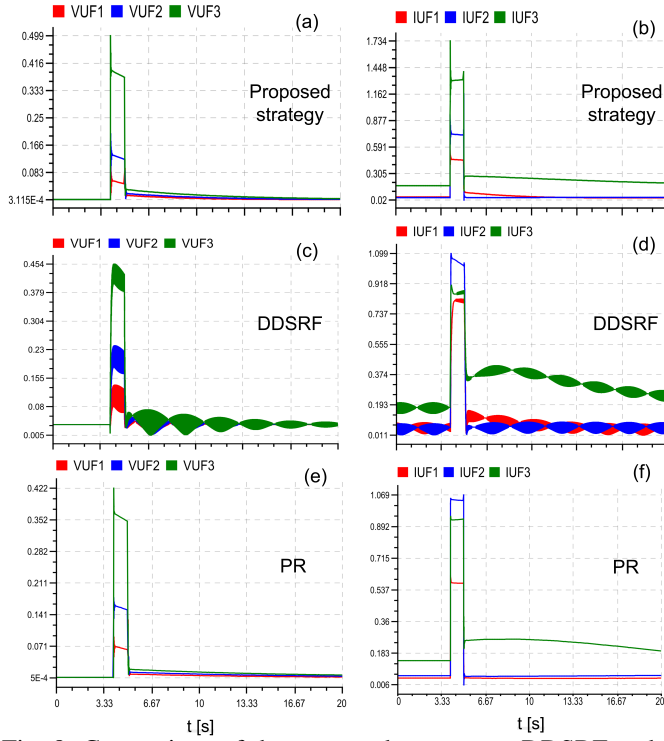 VUF1 VUF2 VUF3
(a)
0.499
0.416
0.333
0.25
0.166
0.083
3.115E-4
Proposed
strategy
IUF1 IUF2 IUF3
(b)
1.734
1.448
1.162
0.877
0.591
0.305
0.02
Proposed
strategy
VUF1 VUF2 VUF3
(c)
0.454
0.379
0.304
0.23
0.155
0.08
0.005
DDSRF
IUF1 IUF2 IUF3
(d)
1.099
0.918
0.737
0.555
0.374
0.193
0.011
DDSRF
VUF1 VUF2 VUF3
(e)
0.422
0.352
0.282
0.211
0.141
0.071
5E-4
PR
0 3.33 6.67 10 13.33 16.67 20
t [s]
IUF1 IUF2 IUF3
(f)
1.069
0.892
0.715
0.537
0.36
0.183
0.006
PR
0 3.33 6.67 10 13.33 16.67 20
t [s]